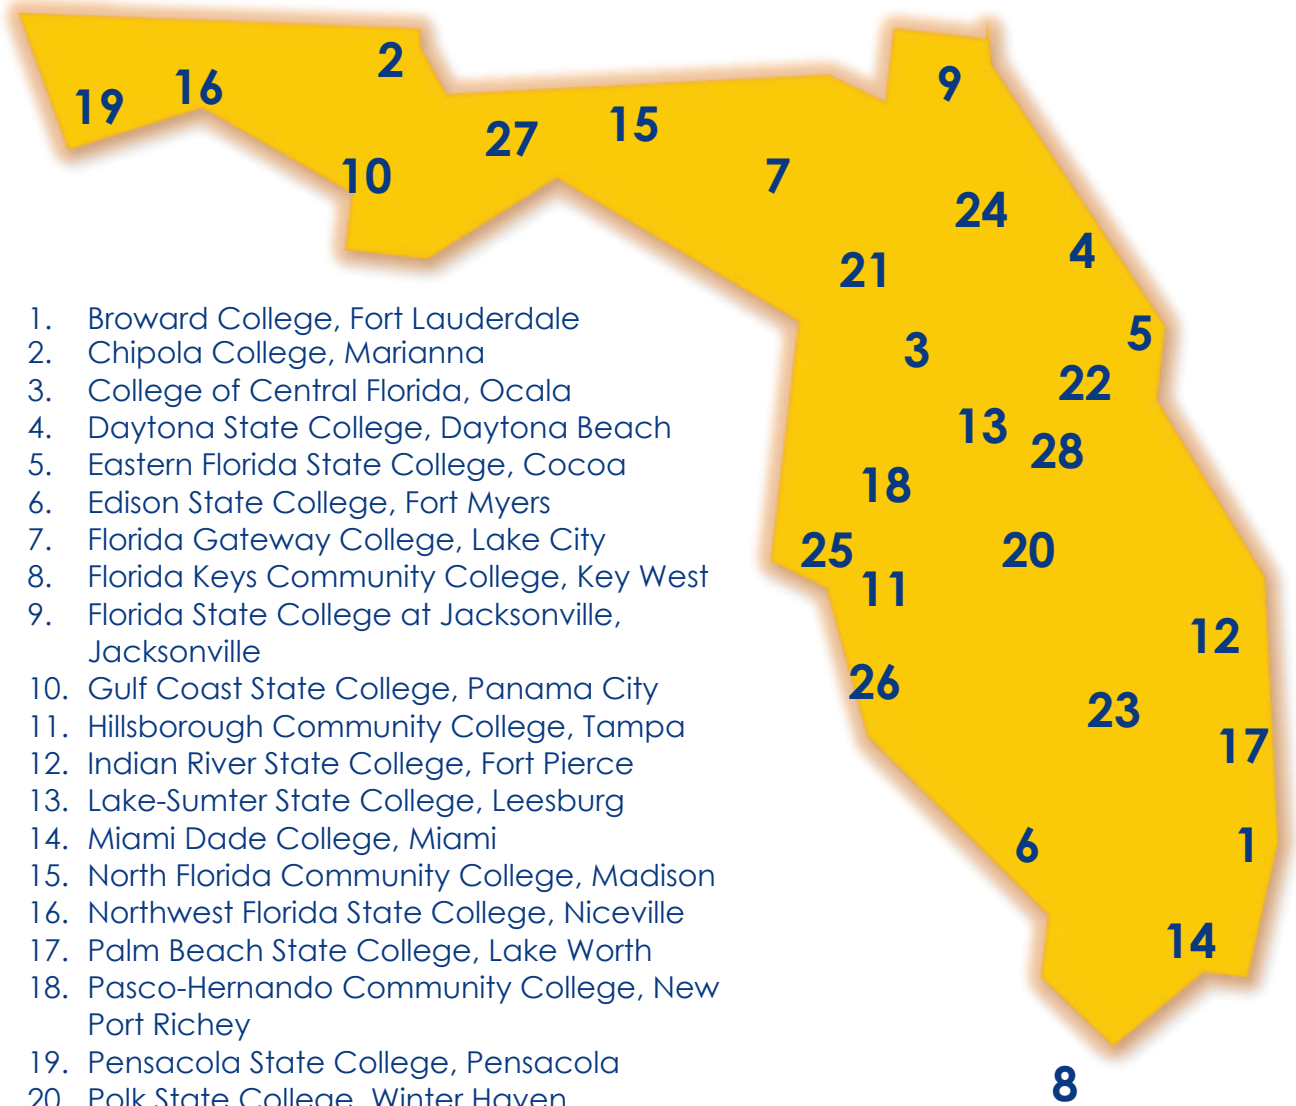 2
9
16
19
15
27
10
7
24
4
21
5
3
22
13
28
18
25
20
11
12
26
23
17
6
1
14
8
1. Broward College, Fort Lauderdale
2. Chipola College, Marianna
3. College of Central Florida, Ocala
4. Daytona State College, Daytona Beach
5. Eastern Florida State College, Cocoa
6. Edison State College, Fort Myers
7. Florida Gateway College, Lake City
8. Florida Keys Community College, Key West
9. Florida State College at Jacksonville,
Jacksonville
10. Gulf Coast State College, Panama City
11. Hillsborough Community College, Tampa
12. Indian River State College, Fort Pierce
13. Lake-Sumter State College, Leesburg
14. Miami Dade College, Miami
15. North Florida Community College, Madison
16. Northwest Florida State College, Niceville
17. Palm Beach State College, Lake Worth
18. Pasco-Hernando Community College, New
Port Richey
19. Pensacola State College, Pensacola
20. Polk State College, Winter Haven